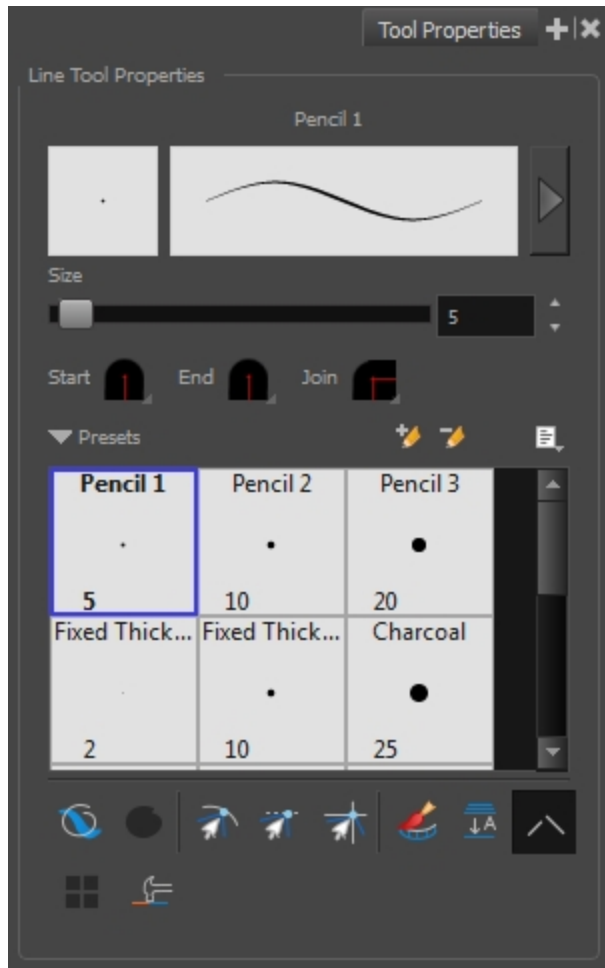 Tool Properties
Line Tool Properties
Pencil 1
Size
5
Start End Join
Presets
Pencil 1 Pencil 2 Pencil 3
5 10 20
Fixed Thick... Fixed Thick... Charcoal
2 10 25
A